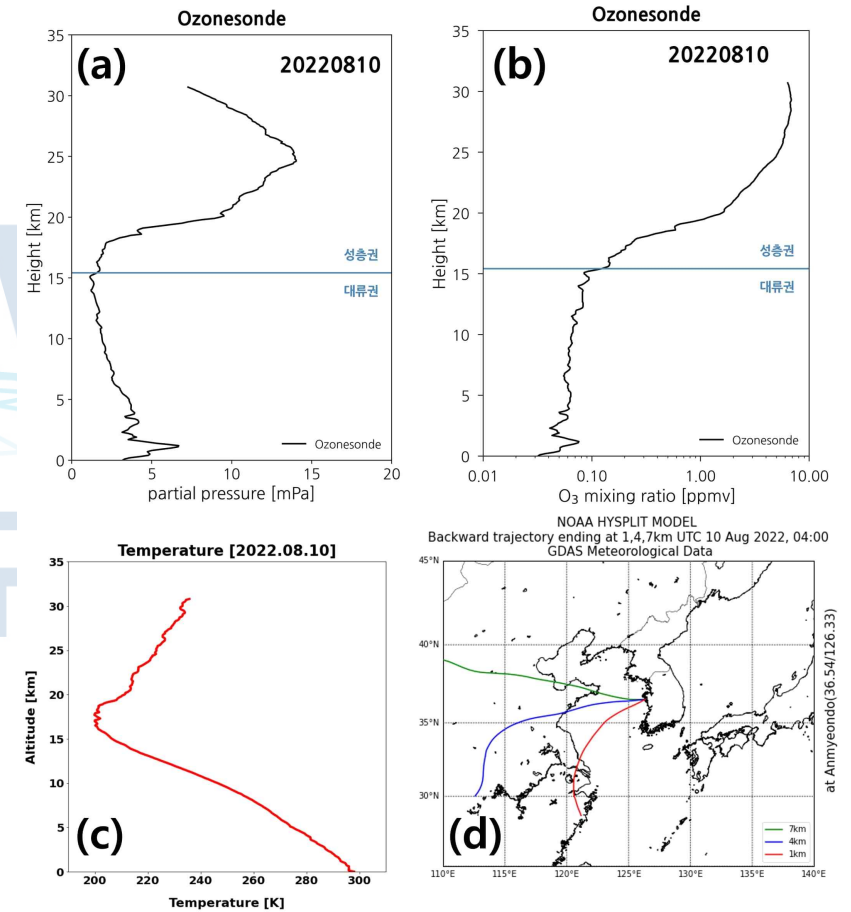 Ozonesonde
(a)
20220810
35
30
25
20
15
10
5
0
Height [km]
성층권
대류권
Ozonesonde
0 5 10 15 20
partial pressure [mPa]
Ozonesonde
(b)
20220810
35
30
25
20
15
10
5
0
Height [km]
성층권
대류권
Ozonesonde
0.01 0.10 1.00 10.00
O₃ mixing ratio [ppmv]
Temperature [2022.08.10]
35
30
25
20
15
10
5
0
Altitude [km]
(c)
200 220 240 260 280 300
Temperature [K]
NOAA HYSPLIT MODEL
Backward trajectory ending at 1,4,7km UTC 10 Aug 2022, 04:00
GDAS Meteorological Data
45°N
40°N
35°N
30°N
at Anmyeondo(36.54/126.33)
(d)
7km
4km
1km
110°E 115°E 120°E 125°E 130°E 135°E 140°E